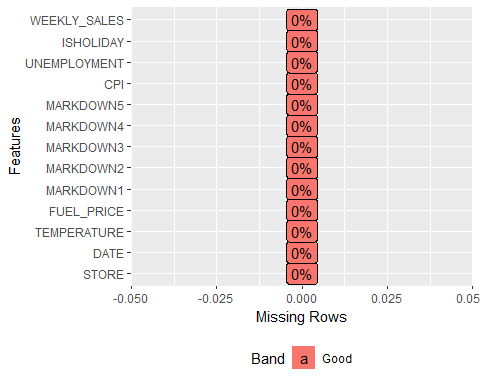 WEEKLY_SALES 0%
ISHOLIDAY 0%
UNEMPLOYMENT 0%
CPI 0%
MARKDOWN5 0%
MARKDOWN4 0%
MARKDOWN3 0%
MARKDOWN2 0%
MARKDOWN1 0%
FUEL_PRICE 0%
TEMPERATURE 0%
DATE 0%
STORE 0%
Features
-0.050 -0.025 0.000 0.025 0.05
Missing Rows
Band a Good